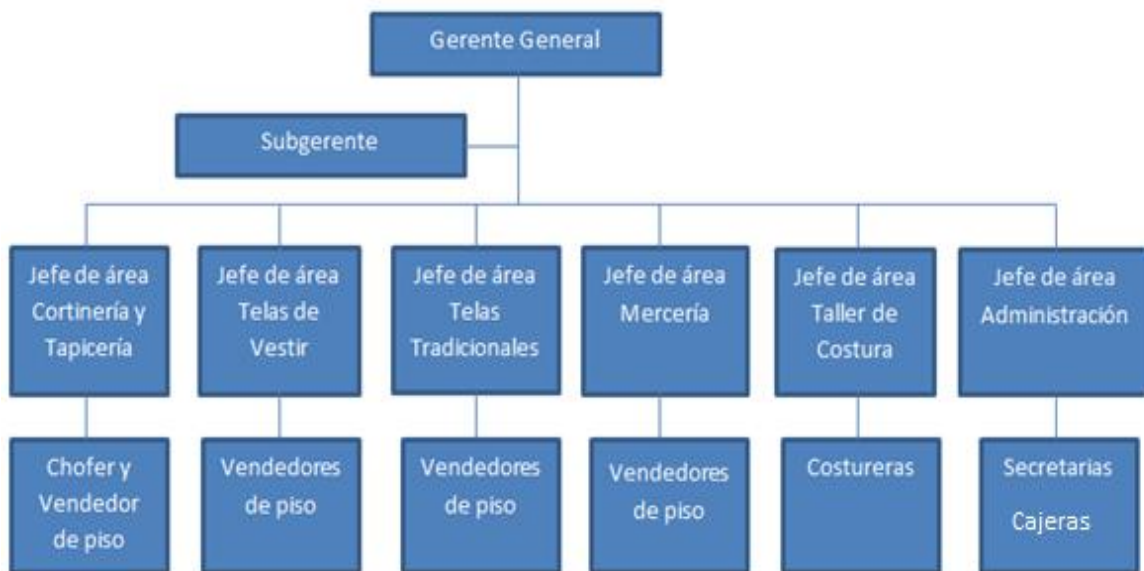 Gerente General
Subgerente
Jefe de área
Cortinería y
Tapicería
Jefe de área
Telas de
Vestir
Jefe de área
Telas
Tradicionales
Jefe de área
Mercería
Jefe de área
Taller de
Costura
Jefe de área
Administración
Chofer y
Vendedor
de piso
Vendedores
de piso
Vendedores
de piso
Vendedores
de piso
Costureras
Secretarias
Cajeras